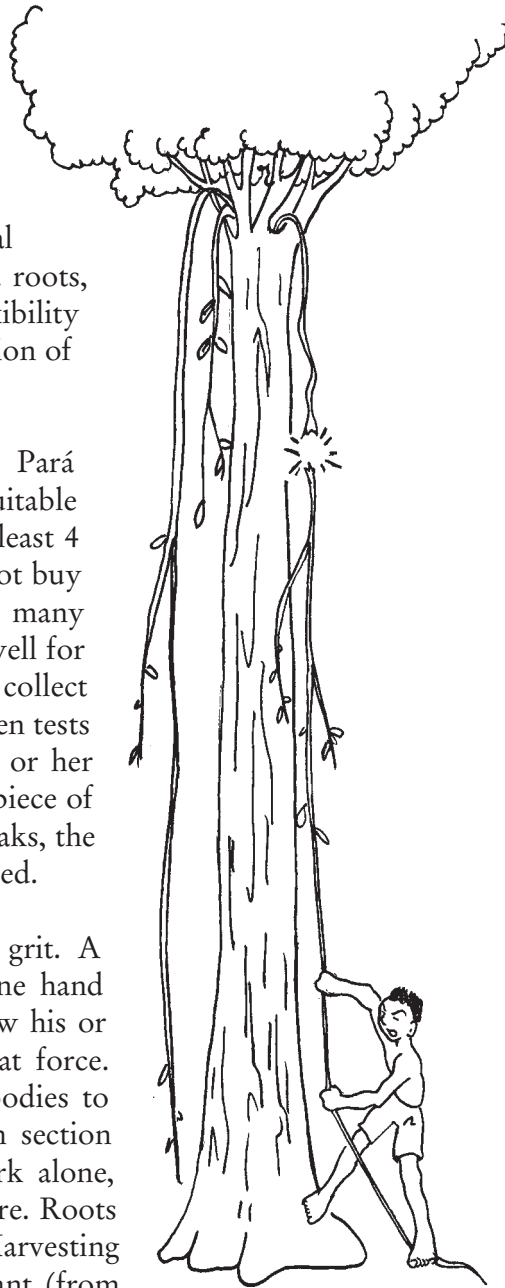 al
roots,
xibility
ion of
Pará
uitable
least 4
ot buy
many
well for
collect
en tests
or her
piece of
aks, the
ed.
grit. A
ne hand
w his or
at force.
odies to
n section
rk alone,
re. Roots
Harvesting
ant (from